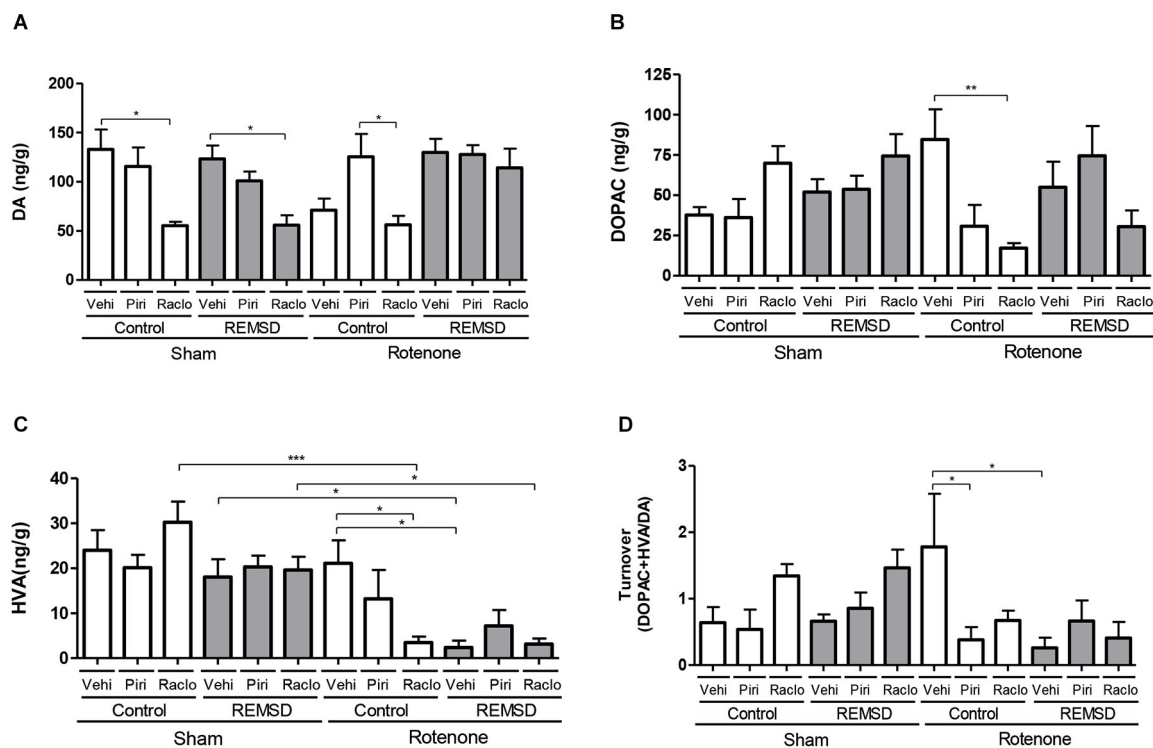 A
DA (ng/g)
200
150
100
50
0
* * *
Vehi Piri Raclo Vehi Piri Raclo Vehi Piri Raclo Vehi Piri Raclo
Control REMSD Control REMSD
Sham Rotenone
B
DOPAC (ng/g)
125
100
75
50
25
0
**
Vehi Piri Raclo Vehi Piri Raclo Vehi Piri Raclo Vehi Piri Raclo
Control REMSD Control REMSD
Sham Rotenone
C
HVA(ng/g)
40
30
20
10
0
***
*
*
*
*
Vehi Piri Raclo Vehi Piri Raclo Vehi Piri Raclo Vehi Piri Raclo
Control REMSD Control REMSD
Sham Rotenone
D
Turnover
(DOPAC+HVA/DA)
3
2
1
0
*
*
Vehi Piri Raclo Vehi Piri Raclo Vehi Piri Raclo Vehi Piri Raclo
Control REMSD Control REMSD
Sham Rotenone